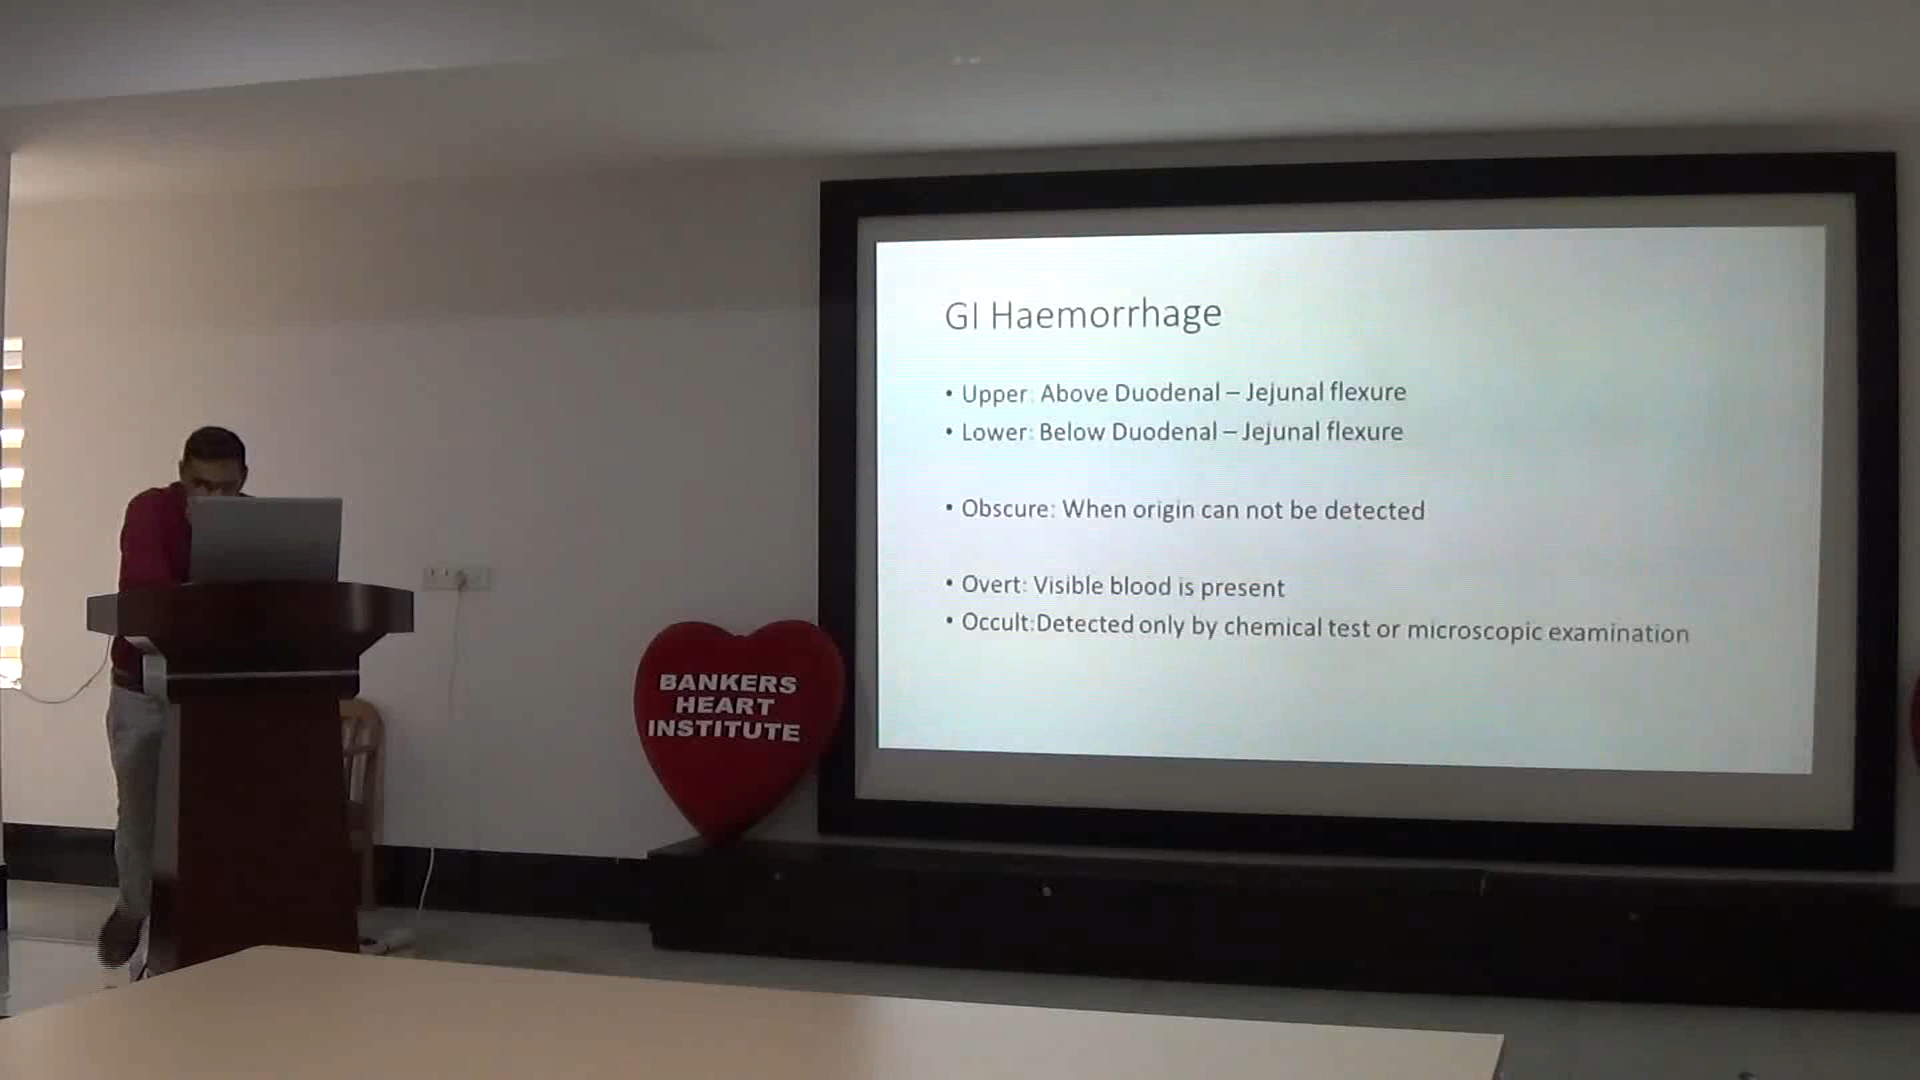 GI Haemorrhage
• Upper: Above Duodenal – Jejunal flexure
• Lower: Below Duodenal – Jejunal flexure
• Obscure: When origin can not be detected
• Overt: Visible blood is present
• Occult:Detected only by chemical test or microscopic examination
BANKERS
HEART
INSTITUTE